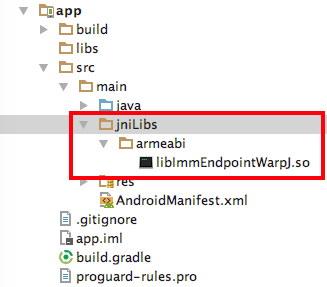 app
build
libs
src
main
java
jniLibs
armeabi
libImmEndpointWarpJ.so
res
AndroidManifest.xml
.gitignore
app.iml
build.gradle
proguard-rules.pro